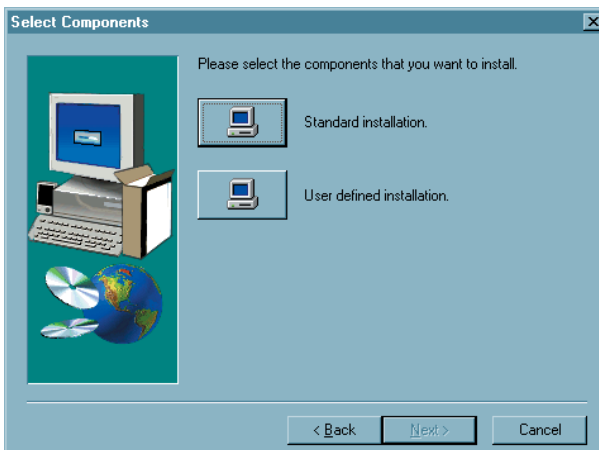 Select Components
Please select the components that you want to install.
Standard installation.
User defined installation.
< Back
Next >
Cancel